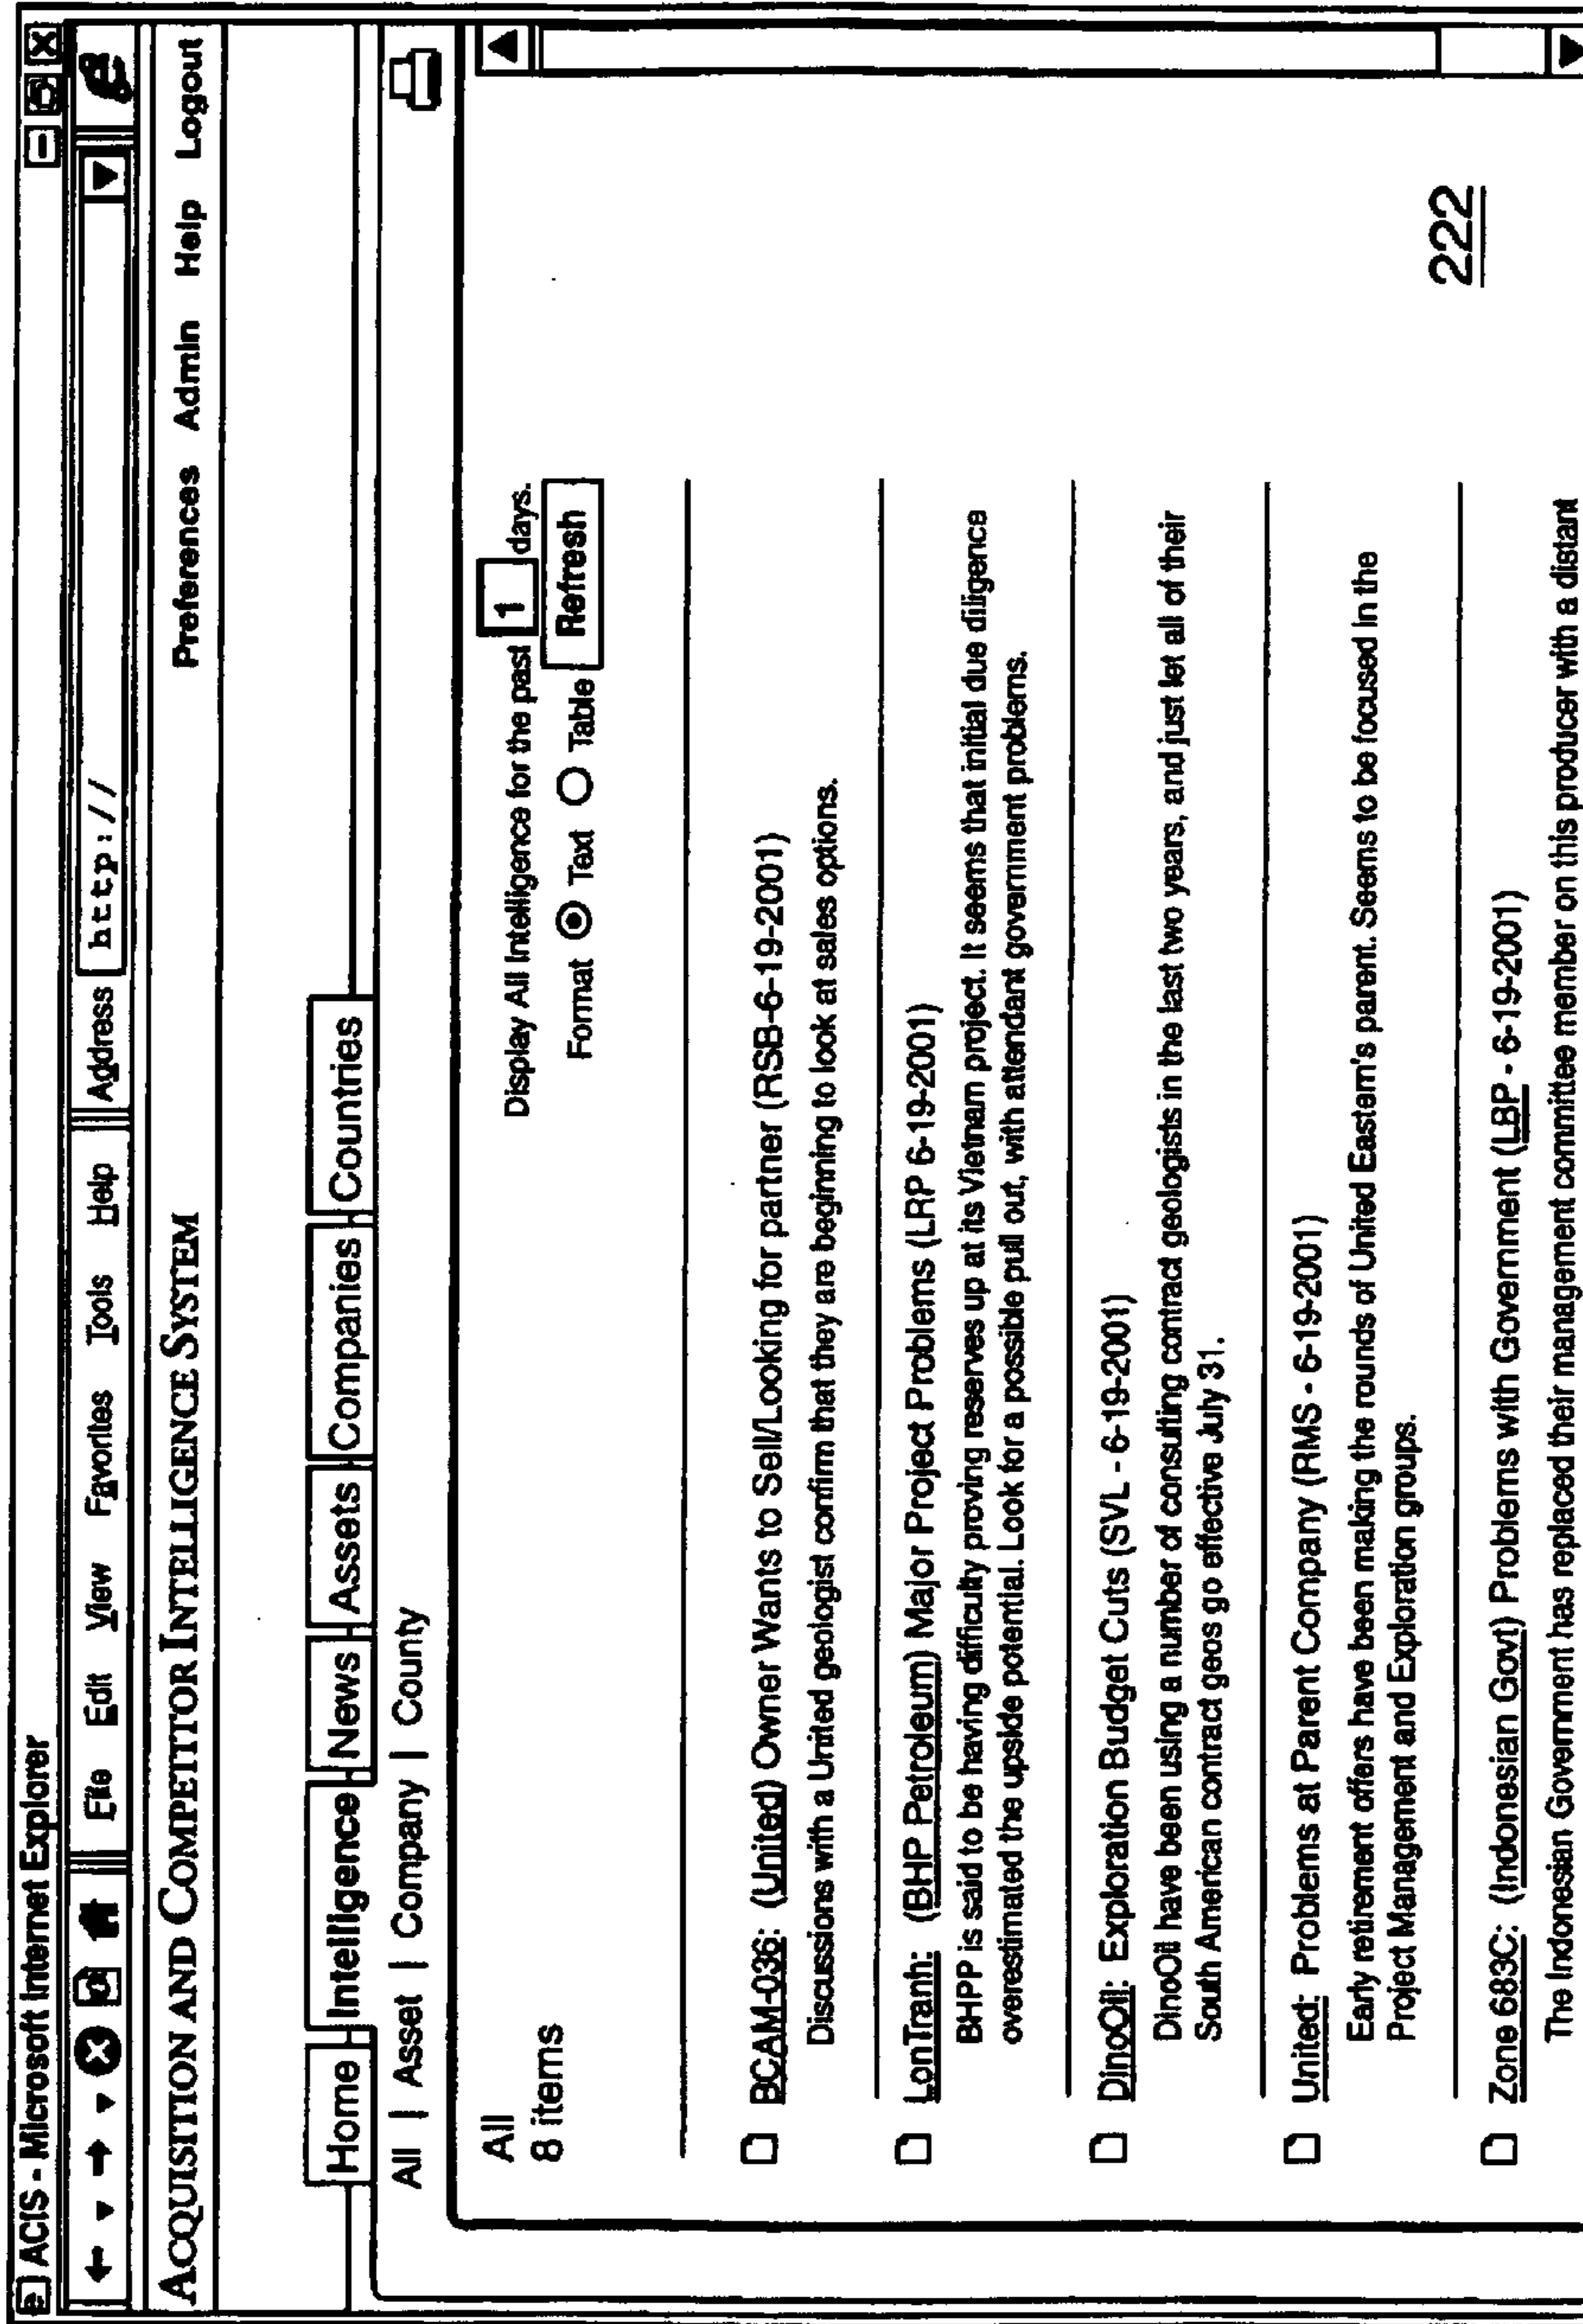 ACIS - Microsoft Internet Explorer
File Edit View Favorites Tools Help Address http://
ACQUISITION AND COMPETITOR INTELLIGENCE SYSTEM
Preferences Admin Help Logout
Home Intelligence News Assets Companies Countries
All | Asset | Company | County
All
8 items
Display All Intelligence for the past 1 days.
Format Text Table Refresh
BCAM-036: (United) Owner Wants to Sell/Looking for partner (RSB-6-19-2001)
Discussions with a United geologist confirm that they are beginning to look at sales options.
LonTranh: (BHP Petroleum) Major Project Problems (LRP 6-19-2001)
BHPP is said to be having difficulty proving reserves up at its Vietnam project. It seems that initial due diligence
overestimated the upside potential. Look for a possible pull out, with attendant government problems.
DinoOil: Exploration Budget Cuts (SVL - 6-19-2001)
DinoOil have been using a number of consulting contract geologists in the last two years, and just let all of their
South American contract geos go effective July 31.
United: Problems at Parent Company (RMS - 6-19-2001)
Early retirement offers have been making the rounds of United Eastern's parent. Seems to be focused in the
Project Management and Exploration groups.
222
Zone 683C: (Indonesian Govt) Problems with Government (LBP - 6-19-2001)
The Indonesian Government has replaced their management committee member on this producer with a distant